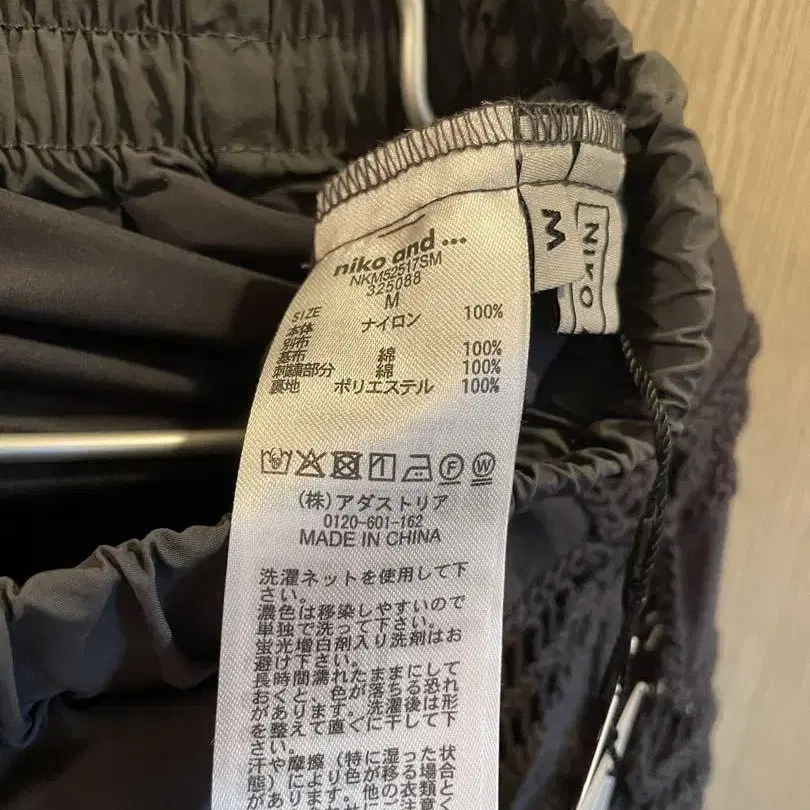 niko and ...
NKM52517SM
325088
M
SIZE
本体 ナイロン 100%
別布
基布 綿 100%
刺繍部分 綿 100%
裏地 ポリエステル 100%
F W
(株)アダストリア
0120-601-162
MADE IN CHINA
洗濯ネットを使用して下
さい。
濃色は移染しやすいので
単独で洗って下さい。
蛍光増白剤入り洗剤はお
避け下さい。
長時間濡れたままにして
おくと、色が落ちる恐れ
があります。洗濯後は形
を整えて直ぐに干して下
さい。
汗や摩擦(特に湿った状
態)により色が移る場合
がありますので
M
NIKO